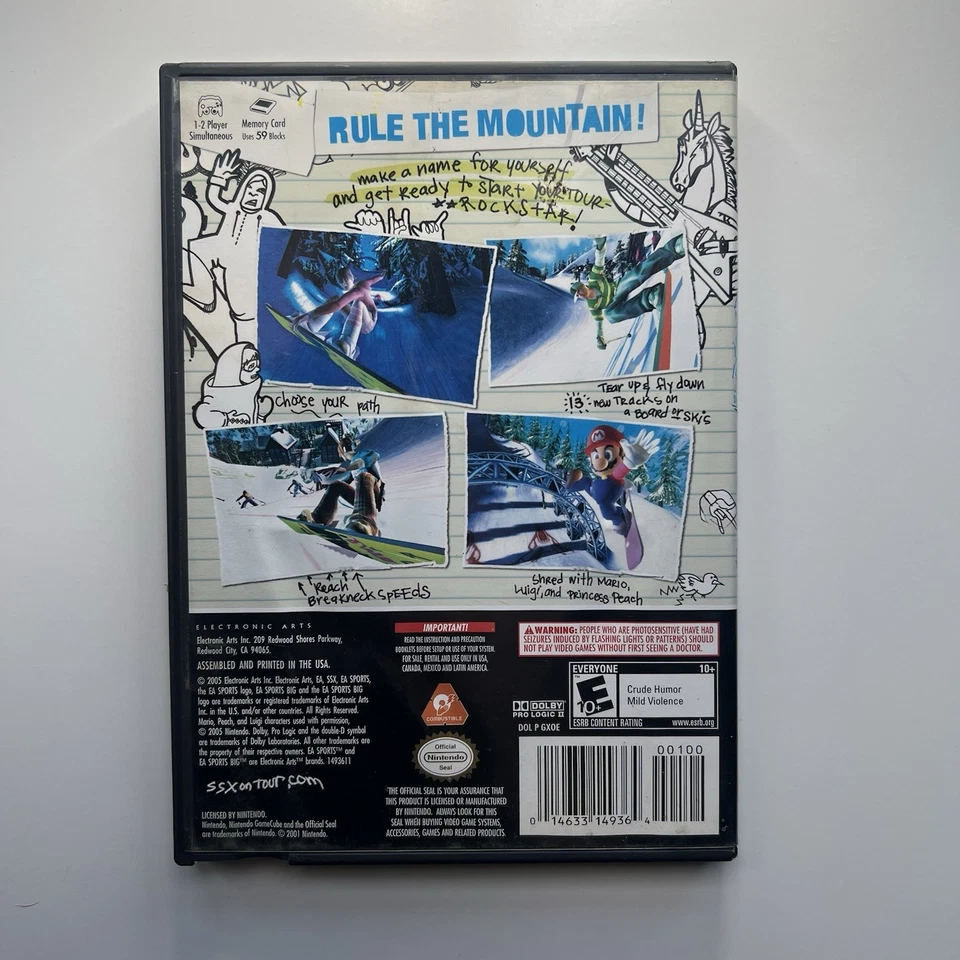 1-2 Player
Simultaneous
Memory Card
Uses 59 Blocks
RULE THE MOUNTAIN!
make a name for yourself
and get ready to start your TOUR-
ROCKSTAR!
choose your path
Tear up & fly down
13 new Tracks on
a Board or Skis
Reach
Breakneck SPEEDS
Shred with Mario,
Luigi, and Princess Peach
ELECTRONIC ARTS
Electronic Arts Inc. 209 Redwood Shores Parkway,
Redwood City, CA 94065.
ASSEMBLED AND PRINTED IN THE USA.
© 2005 Electronic Arts Inc. Electronic Arts, EA, SSX, EA SPORTS,
the EA SPORTS logo, EA SPORTS BIG and the EA SPORTS BIG
logo are trademarks or registered trademarks of Electronic Arts
Inc. in the U.S. and/or other countries. All Rights Reserved.
Mario, Peach, and Luigi characters used with permission,
© 2005 Nintendo. Dolby, Pro Logic and the double-D symbol
are trademarks of Dolby Laboratories. All other trademarks are
the property of their respective owners. EA SPORTS™ and
EA SPORTS BIG™ are Electronic Arts™ brands. 1493611
ssxontour.com
LICENSED BY NINTENDO.
Nintendo, Nintendo GameCube and the Official Seal
are trademarks of Nintendo. © 2001 Nintendo.
IMPORTANT!
READ THE INSTRUCTION AND PRECAUTION
BOOKLETS BEFORE SETUP OR USE OF YOUR SYSTEM.
FOR SALE, RENTAL AND USE ONLY IN USA,
CANADA, MEXICO AND LATIN AMERICA.
COMBUSTIBLE
Official
Nintendo
Seal
THE OFFICIAL SEAL IS YOUR ASSURANCE THAT
THIS PRODUCT IS LICENSED OR MANUFACTURED
BY NINTENDO. ALWAYS LOOK FOR THIS
SEAL WHEN BUYING VIDEO GAME SYSTEMS,
ACCESSORIES, GAMES AND RELATED PRODUCTS.
WARNING: PEOPLE WHO ARE PHOTOSENSITIVE (HAVE HAD
SEIZURES INDUCED BY FLASHING LIGHTS OR PATTERNS) SHOULD
NOT PLAY VIDEO GAMES WITHOUT FIRST SEEING A DOCTOR.
DOLBY
PRO LOGIC II
DOL P GXOE
EVERYONE 10+
E
10+
Crude Humor
Mild Violence
ESRB CONTENT RATING www.esrb.org
00100
0 14633 14936 4